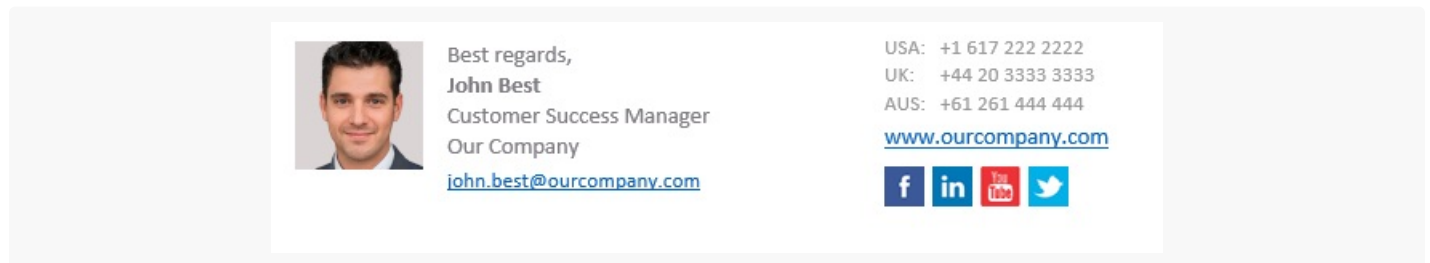 Best regards,
John Best
Customer Success Manager
Our Company
john.best@ourcompany.com
USA: +1 617 222 2222
UK: +44 20 3333 3333
AUS: +61 261 444 444
www.ourcompany.com
f in You Tube